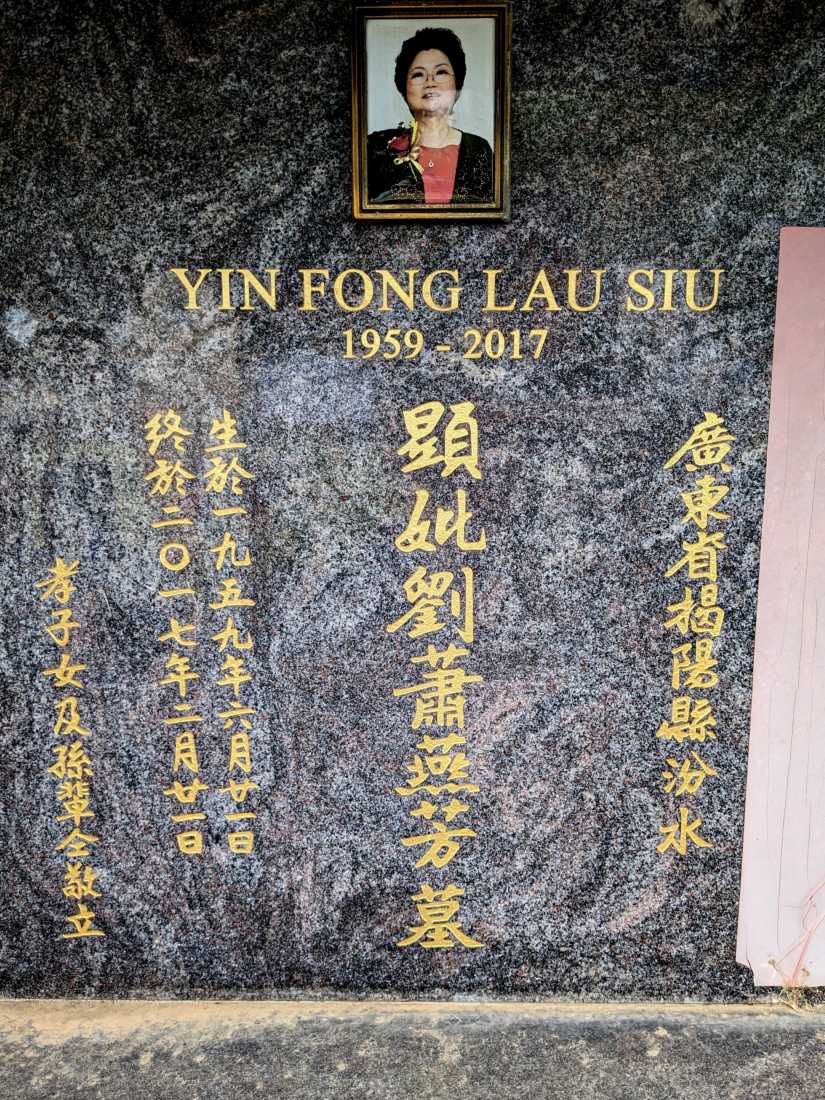 YIN FONG LAU SIU
1959 - 2017
廣東省揭陽縣汾水
顯妣劉蕭燕芳墓
生於一九五九年六月廿一日
終於二〇一七年二月廿一日
孝子女及孫輩仝敬立